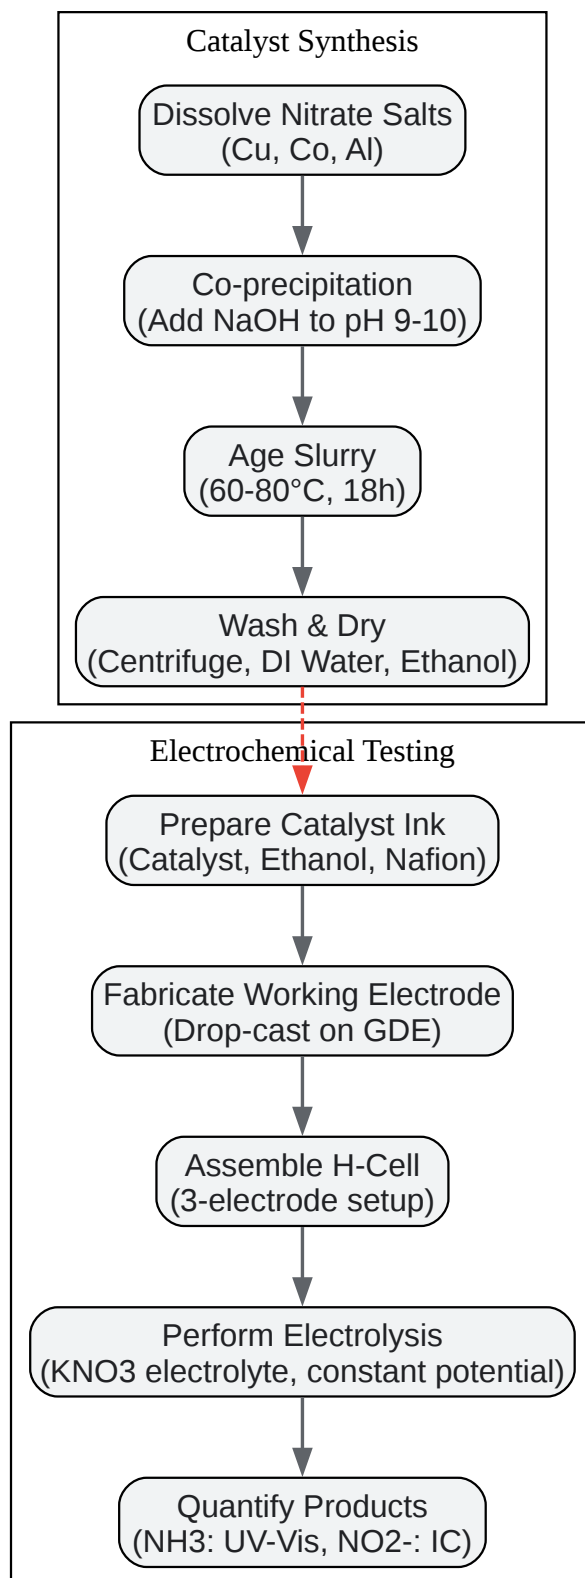 Catalyst Synthesis
Dissolve Nitrate Salts
(Cu, Co, Al)
Co-precipitation
(Add NaOH to pH 9-10)
Age Slurry
(60-80°C, 18h)
Wash & Dry
(Centrifuge, DI Water, Ethanol)
Electrochemical Testing
Prepare Catalyst Ink
(Catalyst, Ethanol, Nafion)
Fabricate Working Electrode
(Drop-cast on GDE)
Assemble H-Cell
(3-electrode setup)
Perform Electrolysis
(KNO3 electrolyte, constant potential)
Quantify Products
(NH3: UV-Vis, NO2-: IC)